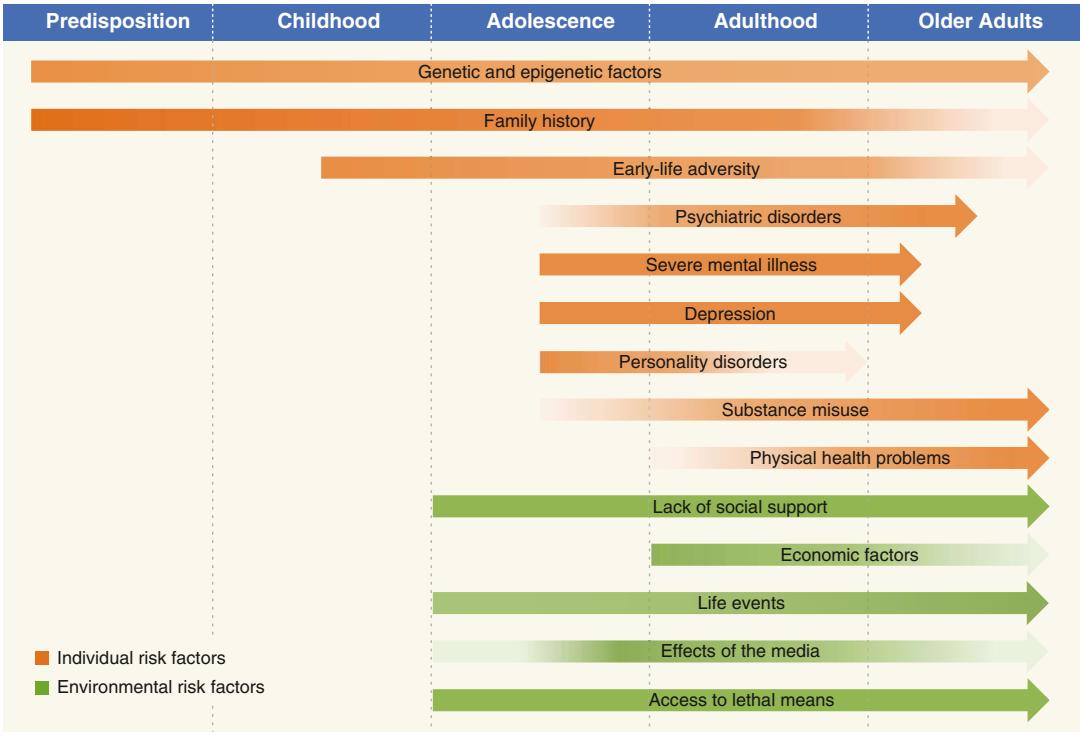 Predisposition Childhood Adolescence Adulthood Older Adults
Genetic and epigenetic factors
Family history
Early-life adversity
Psychiatric disorders
Severe mental illness
Depression
Personality disorders
Substance misuse
Physical health problems
Lack of social support
Economic factors
Life events
Effects of the media
Access to lethal means
Individual risk factors
Environmental risk factors